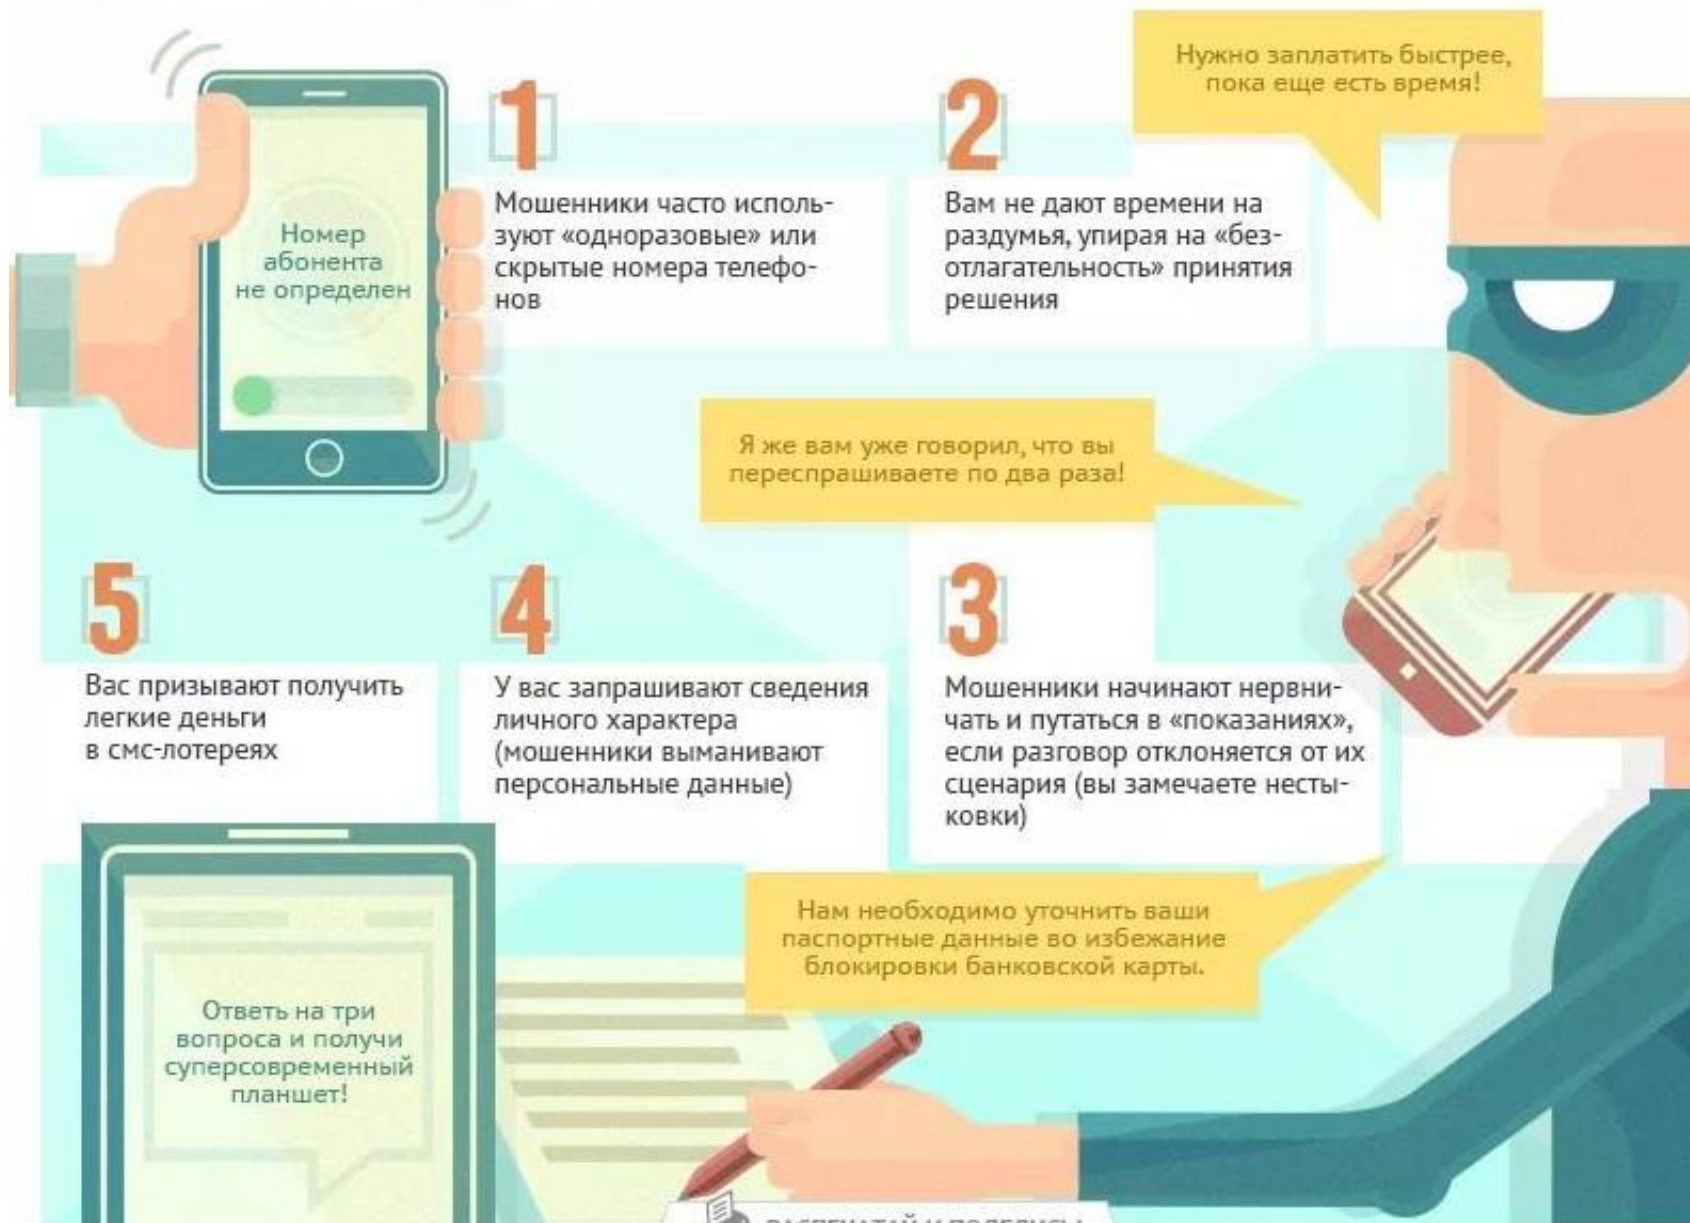 Номер
абонента
не определен
1
Мошенники часто исполь-
зуют «одноразовые» или
скрытые номера телефо-
нов
2
Вам не дают времени на
раздумья, упирая на «без-
отлагательность» принятия
решения
Нужно заплатить быстрее,
пока еще есть время!
Я же вам уже говорил, что вы
переспрашиваете по два раза!
3
Мошенники начинают нервни-
чать и путаться в «показаниях»,
если разговор отклоняется от их
сценария (вы замечаете несты-
ковки)
4
У вас запрашивают сведения
личного характера
(мошенники выманивают
персональные данные)
Нам необходимо уточнить ваши
паспортные данные во избежание
блокировки банковской карты.
5
Вас призывают получить
легкие деньги
в смс-лотереях
Ответь на три
вопроса и получи
суперсовременный
планшет!
РАСПЕЧАТАЙ И ПОДЕЛИСЬ!